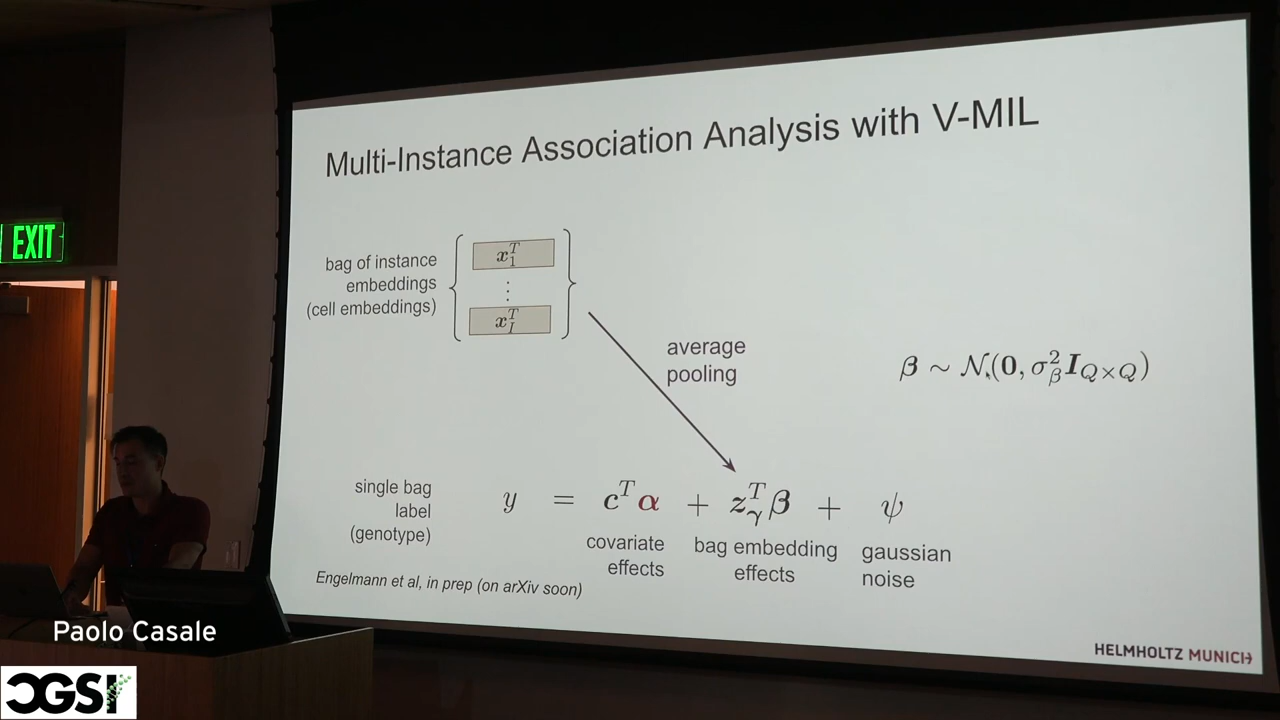 Multi-Instance Association Analysis with V-MIL
bag of instance
embeddings
(cell embeddings)
x_1^T
⋮
x_I^T
average
pooling
β ∼ N(0, σ_β^2 I_{Q×Q})
single bag
label
(genotype)
y = c^T α + z_γ^T β + ψ
covariate
effects
bag embedding
effects
gaussian
noise
Engelmann et al, in prep (on arXiv soon)
HELMHOLTZ MUNICH
EXIT
Paolo Casale
CGSI